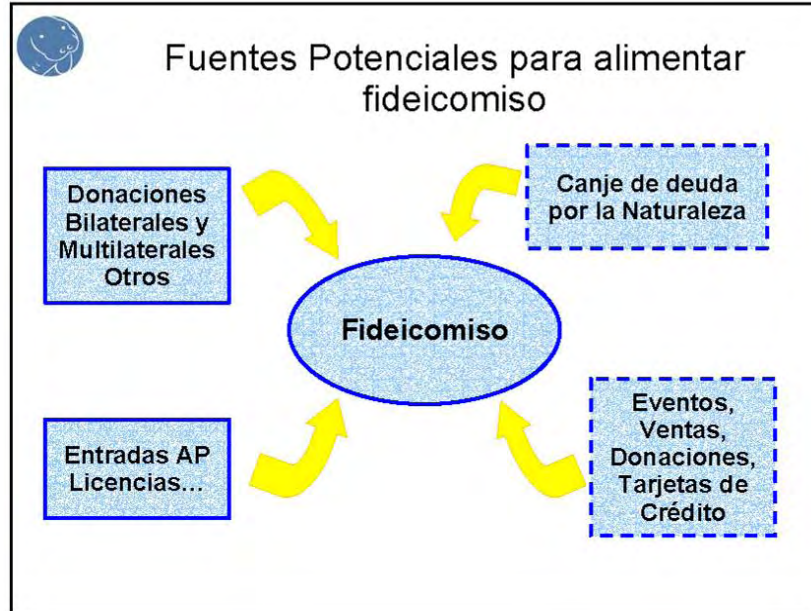 Fuentes Potenciales para alimentar
fideicomiso
Donaciones
Bilaterales y
Multilaterales
Otros
Canje de deuda
por la Naturaleza
Fideicomiso
Entradas AP
Licencias...
Eventos,
Ventas,
Donaciones,
Tarjetas de
Crédito